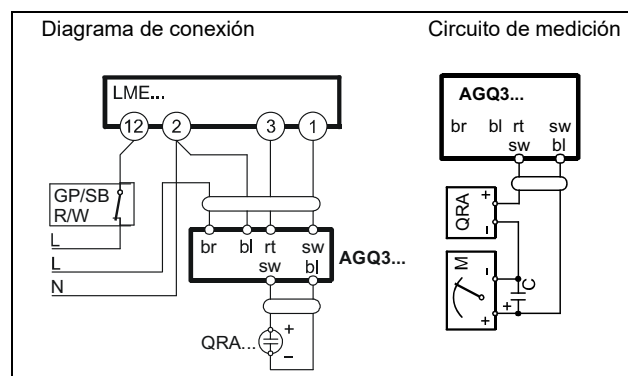 Diagrama de conexión
Circuito de medición
LME...
12 2 3 1
GP/SB
R/W
L
L
N
br bl rt sw
sw bl
AGQ3...
QRA...
+
−
AGQ3...
br bl rt sw
sw bl
QRA
+
-
M
-
+
+
C